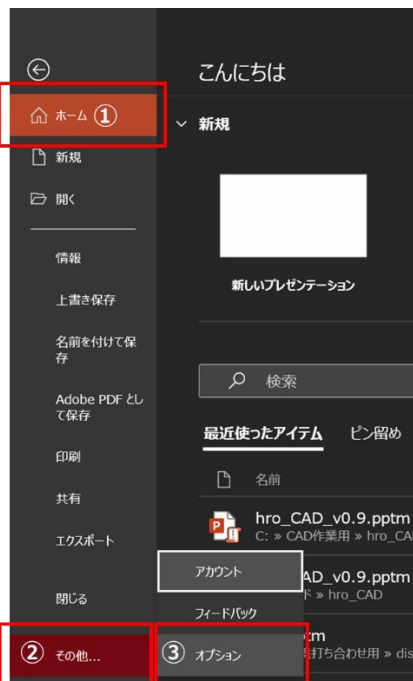 こんにちは
ホーム ①
新規
新規
開く
新しいプレゼンテーション
情報
上書き保存
名前を付けて保
存
Adobe PDF とし
て保存
印刷
共有
エクスポート
閉じる
② その他...
検索
最近使ったアイテム ピン留め
名前
hro_CAD_v0.9.pptm
C: » CAD作業用 » hro_CAD
アカウント
フィードバック
③ オプション
AD_v0.9.pptm
» hro_CAD
打ち合わせ用 » dis